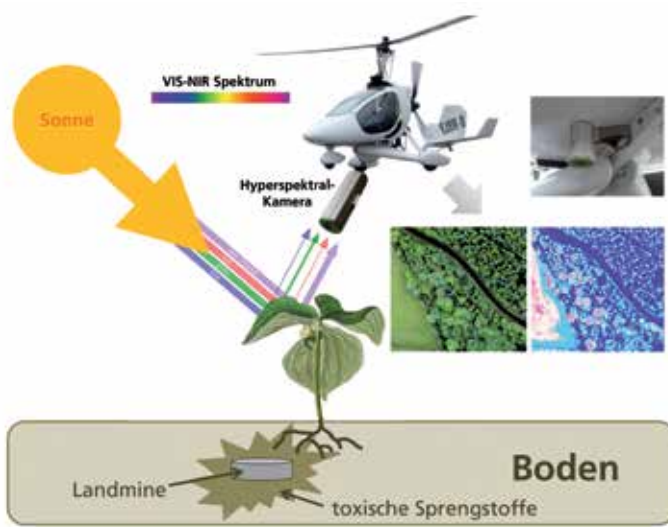 VIS-NIR Spektrum
Sonne
Hyperspektral-
Kamera
Boden
Landmine
toxische Sprengstoffe